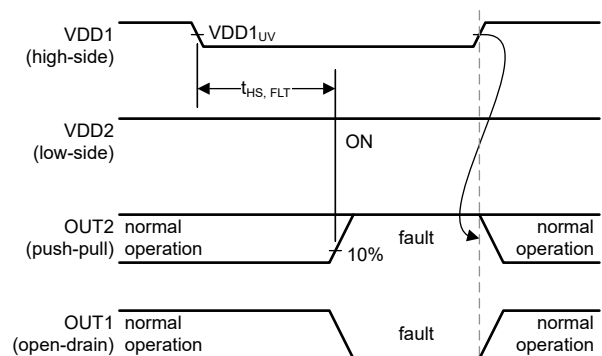 VDD1
(high-side)
VDD1UV
tHS, FLT
VDD2
(low-side)
ON
OUT2
(push-pull)
normal
operation
10%
fault
normal
operation
OUT1
(open-drain)
normal
operation
fault
normal
operation